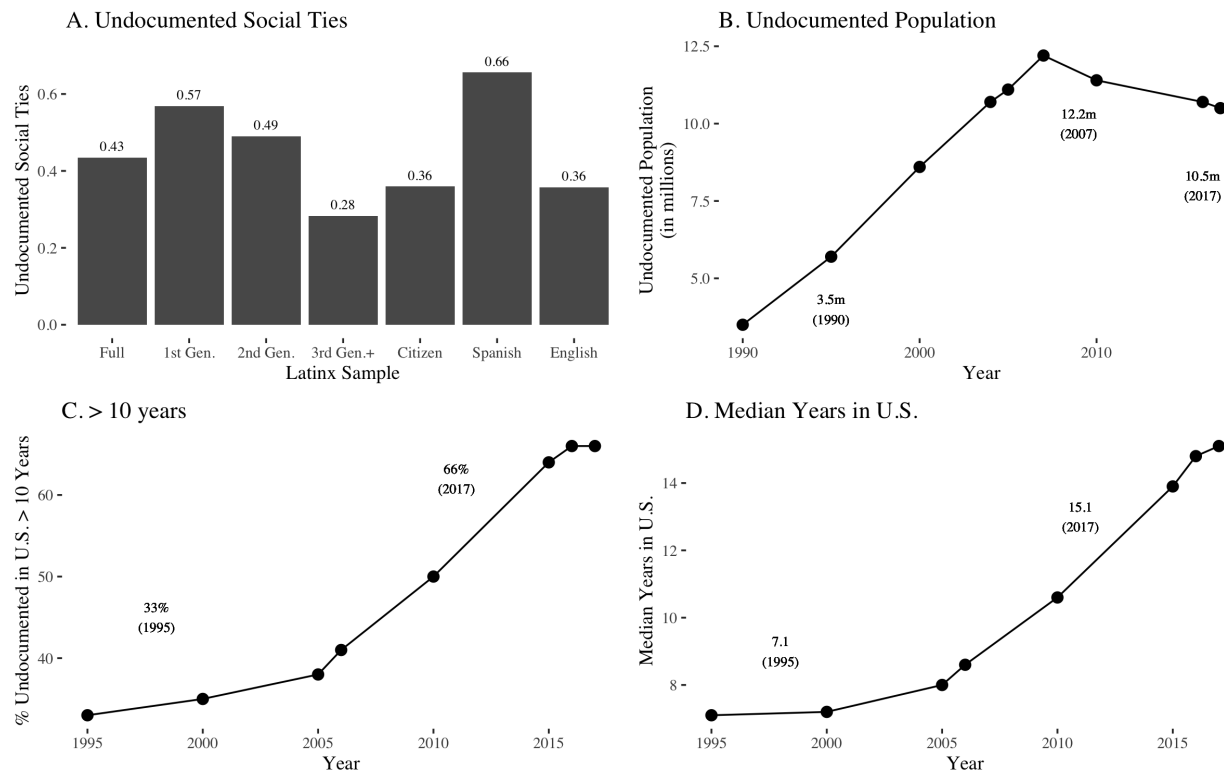 A. Undocumented Social Ties
Undocumented Social Ties
0.6
0.4
0.2
0.0
0.43
0.57
0.49
0.28
0.36
0.66
0.36
Full
1st Gen.
2nd Gen.
3rd Gen.+
Citizen
Spanish
English
Latinx Sample
B. Undocumented Population
Undocumented Population
(in millions)
12.5
10.0
7.5
5.0
12.2m
(2007)
10.5m
(2017)
3.5m
(1990)
1990
2000
2010
Year
C. > 10 years
% Undocumented in U.S. > 10 Years
60
50
40
66%
(2017)
33%
(1995)
1995
2000
2005
2010
2015
Year
D. Median Years in U.S.
Median Years in U.S.
14
12
10
8
15.1
(2017)
7.1
(1995)
1995
2000
2005
2010
2015
Year